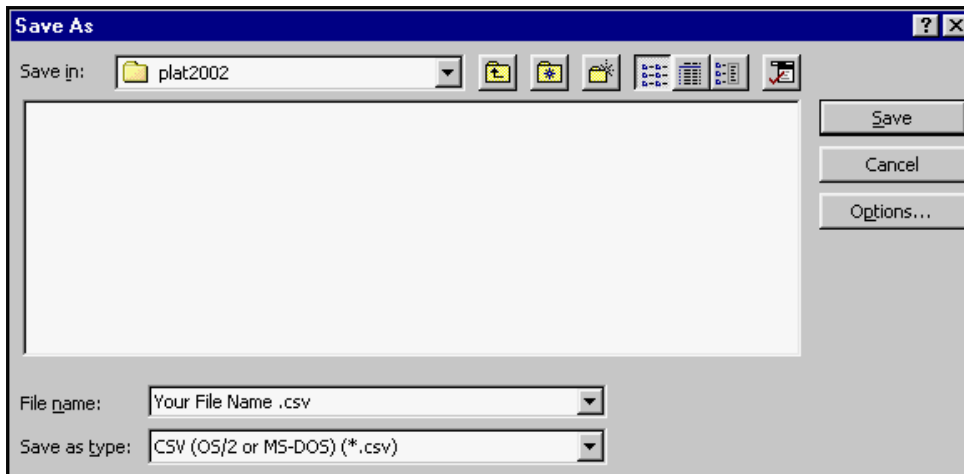 Save As
Save in: plat2002
Save
Cancel
Options...
File name: Your File Name .csv
Save as type: CSV (OS/2 or MS-DOS) (*.csv)